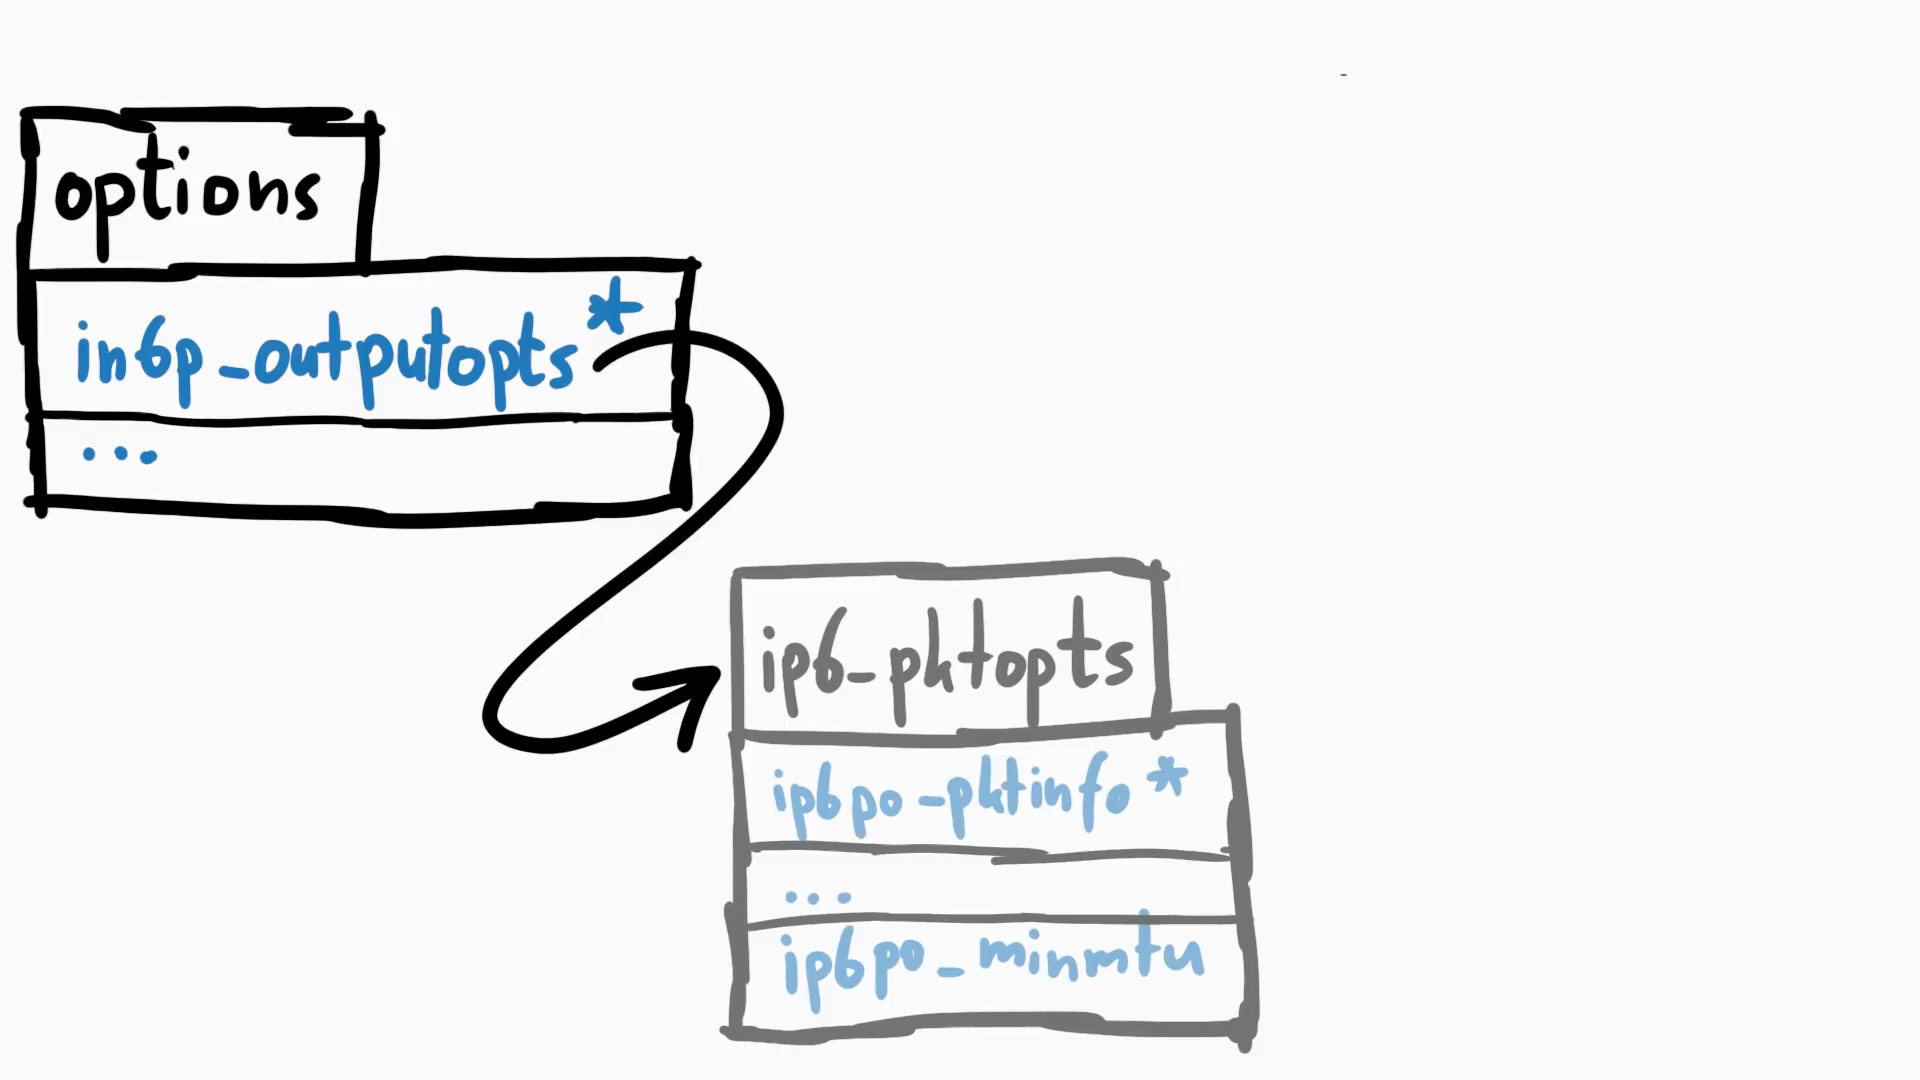 options
in6p_outputopts*
...
ip6_pktopts
ip6po_pktinfo*
...
ip6po_minmtu